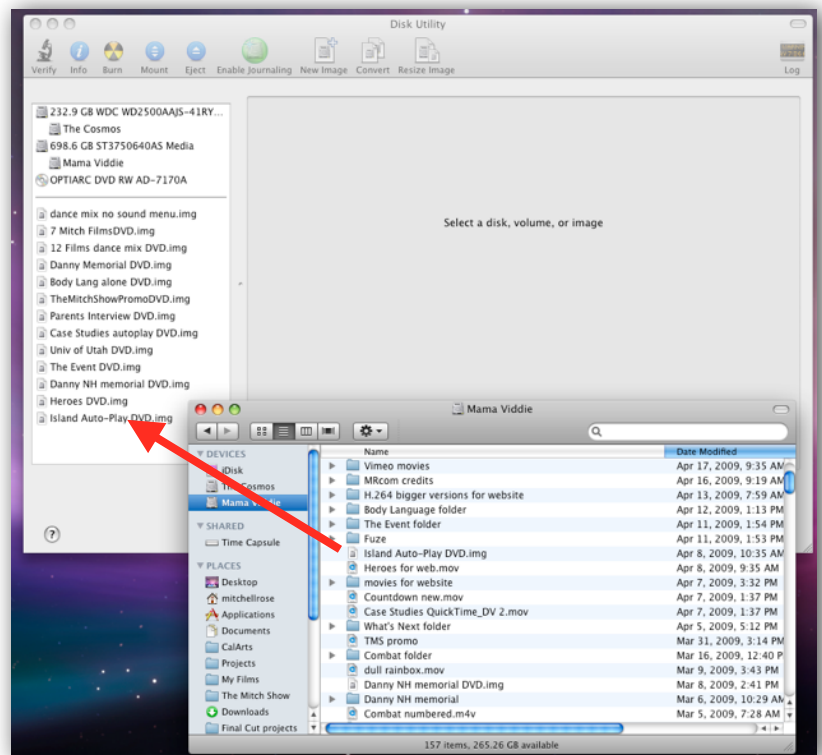 Disk Utility
Verify Info Burn Mount Eject Enable Journaling New Image Convert Resize Image Log
232.9 GB WDC WD2500AAJS-41RY...
The Cosmos
698.6 GB ST3750640AS Media
Mama Viddie
OPTIARC DVD RW AD-7170A
dance mix no sound menu.img
7 Mitch FilmsDVD.img
12 Films dance mix DVD.img
Danny Memorial DVD.img
Body Lang alone DVD.img
TheMitchShowPromoDVD.img
Parents Interview DVD.img
Case Studies autoplay DVD.img
Univ of Utah DVD.img
The Event DVD.img
Danny NH memorial DVD.img
Heroes DVD.img
Island Auto-Play DVD.img
Select a disk, volume, or image
?
Mama Viddie
DEVICES
iDisk
The Cosmos
Mama Viddie
SHARED
Time Capsule
PLACES
Desktop
mitchellrose
Applications
Documents
CalArts
Projects
My Films
The Mitch Show
Downloads
Final Cut projects
Name Date Modified
Vimeo movies Apr 17, 2009, 9:35 AM
MRcom credits Apr 16, 2009, 9:19 AM
H.264 bigger versions for website Apr 13, 2009, 7:59 AM
Body Language folder Apr 12, 2009, 1:13 PM
The Event folder Apr 11, 2009, 1:54 PM
Fuze Apr 11, 2009, 1:53 PM
Island Auto-Play DVD.img Apr 8, 2009, 10:35 AM
Heroes for web.mov Apr 8, 2009, 9:35 AM
movies for website Apr 7, 2009, 3:32 PM
Countdown new.mov Apr 7, 2009, 1:37 PM
Case Studies QuickTime_DV 2.mov Apr 7, 2009, 1:37 PM
What's Next folder Apr 5, 2009, 5:12 PM
TMS promo Mar 31, 2009, 3:14 PM
Combat folder Mar 16, 2009, 12:40 P
dull rainbox.mov Mar 9, 2009, 3:43 PM
Danny NH memorial DVD.img Mar 8, 2009, 2:41 PM
Danny NH memorial Mar 6, 2009, 10:29 AM
Combat numbered.m4v Mar 5, 2009, 7:28 AM
157 items, 265.26 GB available